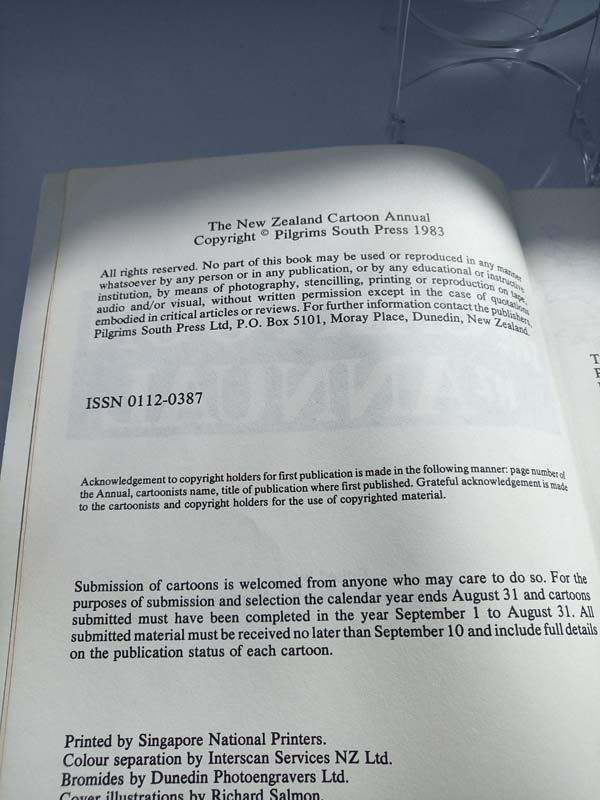 The New Zealand Cartoon Annual
Copyright © Pilgrims South Press 1983
All rights reserved. No part of this book may be used or reproduced in any manner
whatsoever by any person or in any publication, or by any educational or instructive
institution, by means of photography, stencilling, printing or reproduction on tape,
audio and/or visual, without written permission except in the case of quotations
embodied in critical articles or reviews. For further information contact the publishers,
Pilgrims South Press Ltd, P.O. Box 5101, Moray Place, Dunedin, New Zealand.
ISSN 0112-0387
Acknowledgement to copyright holders for first publication is made in the following manner: page number of
the Annual, cartoonists name, title of publication where first published. Grateful acknowledgement is made
to the cartoonists and copyright holders for the use of copyrighted material.
Submission of cartoons is welcomed from anyone who may care to do so. For the
purposes of submission and selection the calendar year ends August 31 and cartoons
submitted must have been completed in the year September 1 to August 31. All
submitted material must be received no later than September 10 and include full details
on the publication status of each cartoon.
Printed by Singapore National Printers.
Colour separation by Interscan Services NZ Ltd.
Bromides by Dunedin Photoengravers Ltd.
Cover illustrations by Richard Salmon.